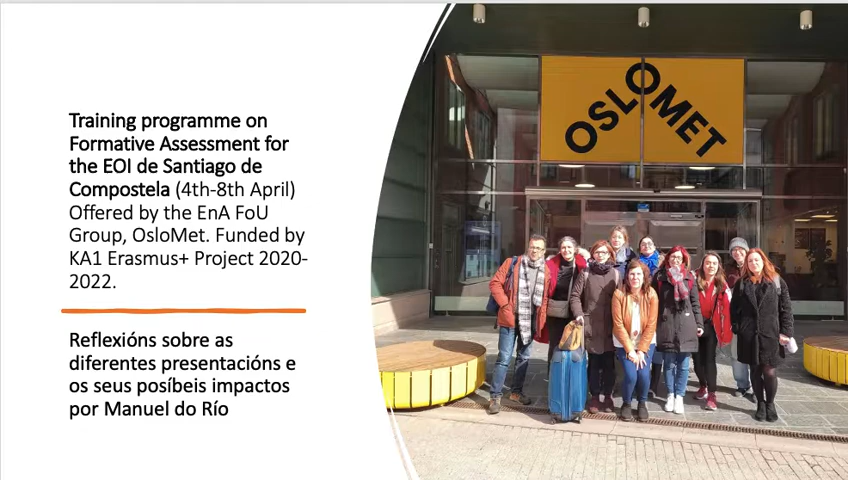 Training programme on
Formative Assessment for
the EOI de Santiago de
Compostela (4th-8th April)
Offered by the EnA FoU
Group, OsloMet. Funded by
KA1 Erasmus+ Project 2020-
2022.
Reflexións sobre as
diferentes presentacións e
os seus posíbeis impactos
por Manuel do Río
OSLOMET